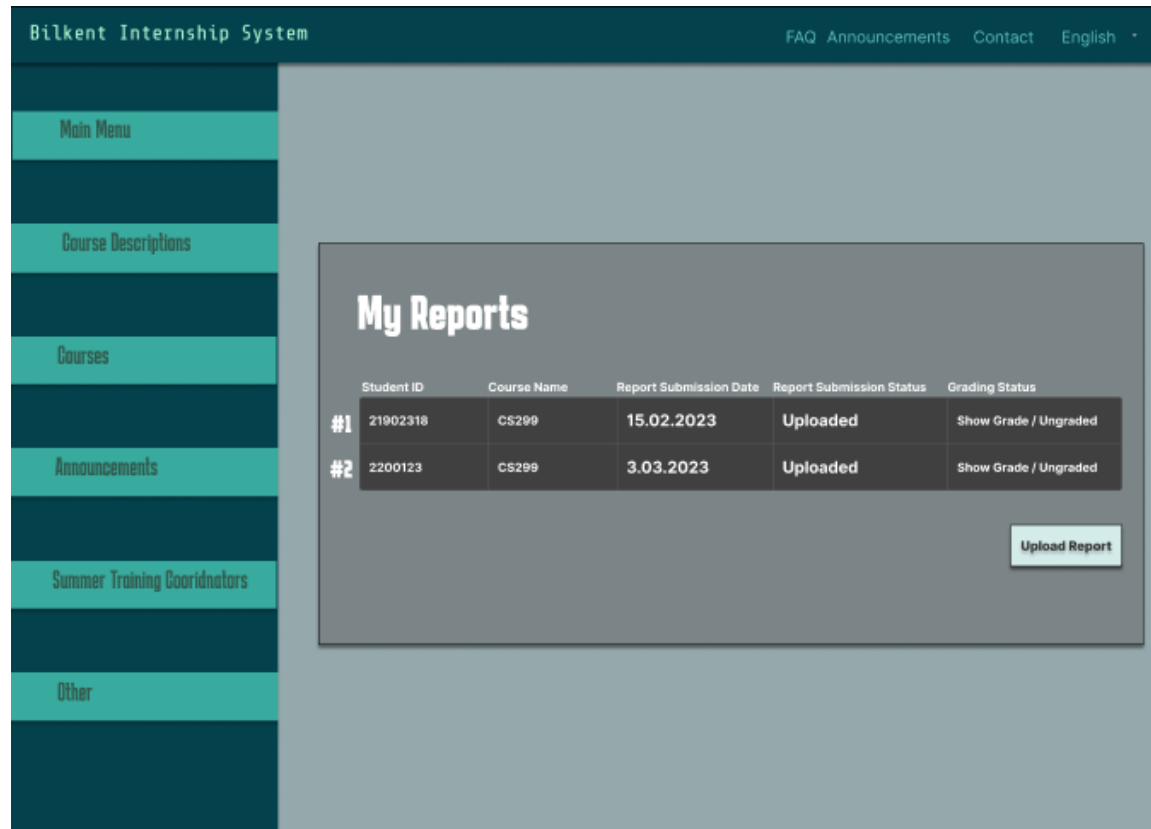 Bilkent Internship System
FAQ Announcements Contact English
Main Menu
Course Descriptions
Courses
Announcements
Summer Training Cooridnators
Other
My Reports
Student ID Course Name Report Submission Date Report Submission Status Grading Status
#1 21902318 CS299 15.02.2023 Uploaded Show Grade / Ungraded
#2 2200123 CS299 3.03.2023 Uploaded Show Grade / Ungraded
Upload Report